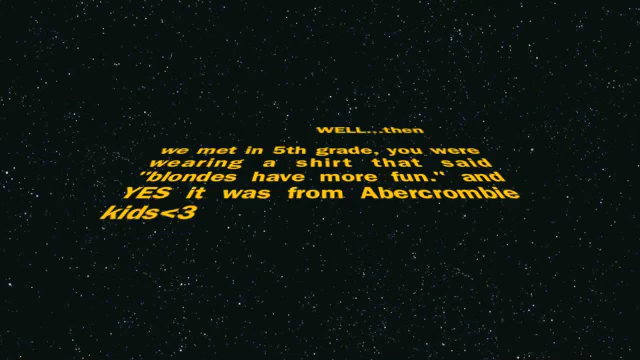 WELL...then
we met in 5th grade, you were
wearing a shirt that said
"blondes have more fun." and
YES it was from Abercrombie
kids<3